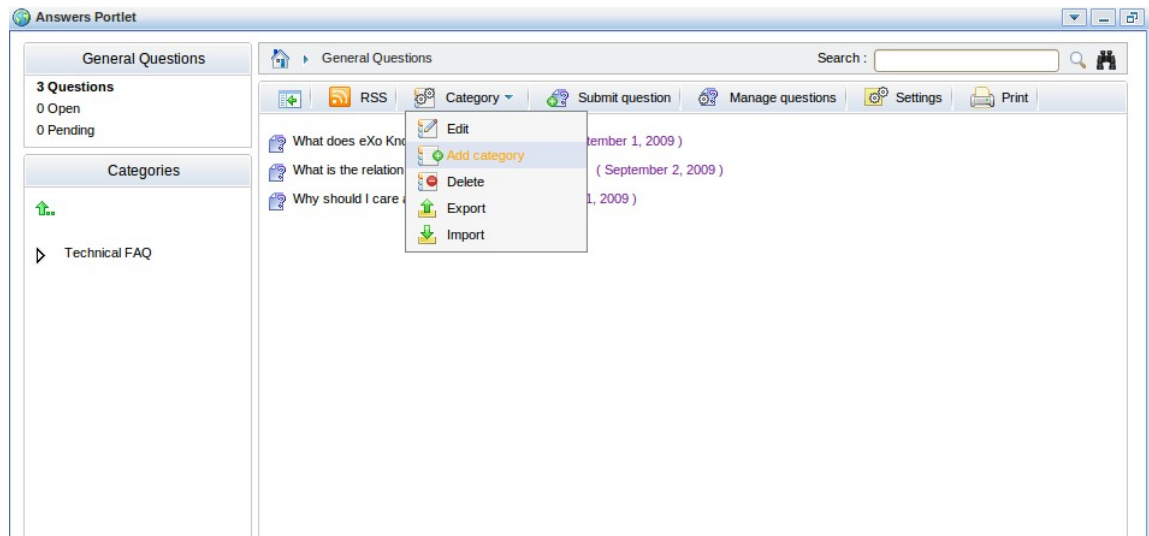 Answers Portlet
General Questions
3 Questions
0 Open
0 Pending
Categories
Technical FAQ
General Questions
Search :
RSS Category Submit question Manage questions Settings Print
Edit
Add category
Delete
Export
Import
What does eXo tember 1, 2009 )
What is the relation ( September 2, 2009 )
Why should I care 1, 2009 )